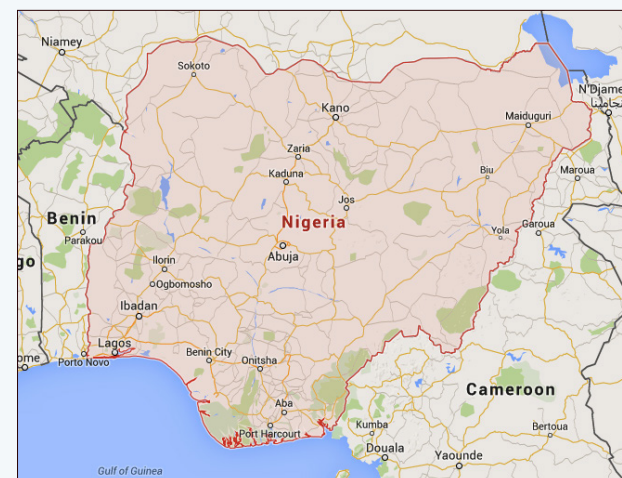 Niamey
Sokoto
Kano
N'Djame
انجامينا
Maiduguri
Zaria
Kaduna
Biu
Maroua
Jos
Benin
Nigeria
Parakou
Yola
Garoua
Abuja
go
Ilorin
Ogbomosho
Ibadan
Lagos
Porto Novo
ome
Benin City
Onitsha
Cameroon
Aba
Port Harcourt
Kumba
Bertoua
Douala
Yaounde
Gulf of Guinea